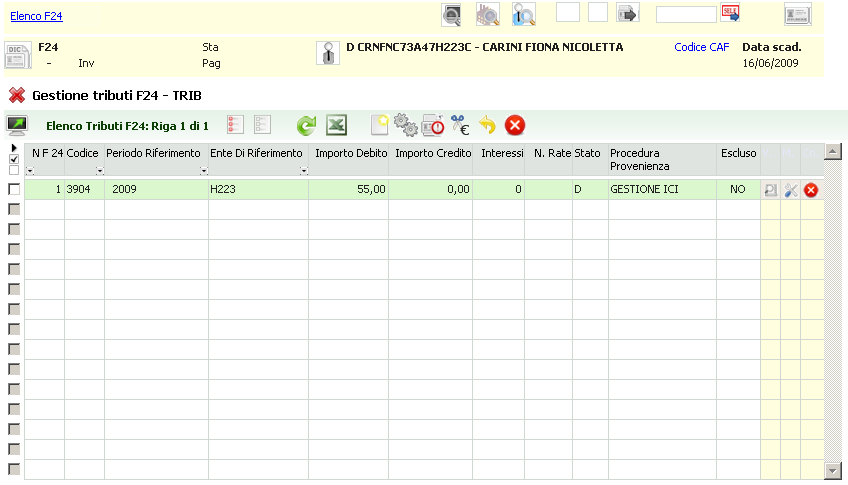 Elenco F24
SELE
DIC
F24
Sta
D CRNFNC73A47H223C - CARINI FIONA NICOLETTA
Codice CAF
Data scad.
-
Inv
Pag
16/06/2009
Gestione tributi F24 - TRIB
Elenco Tributi F24: Riga 1 di 1
N F 24 Codice Periodo Riferimento Ente Di Riferimento Importo Debito Importo Credito Interessi N. Rate Stato Procedura Provenienza Escluso
1 3904 2009 H223 55,00 0,00 0 D GESTIONE ICI NO